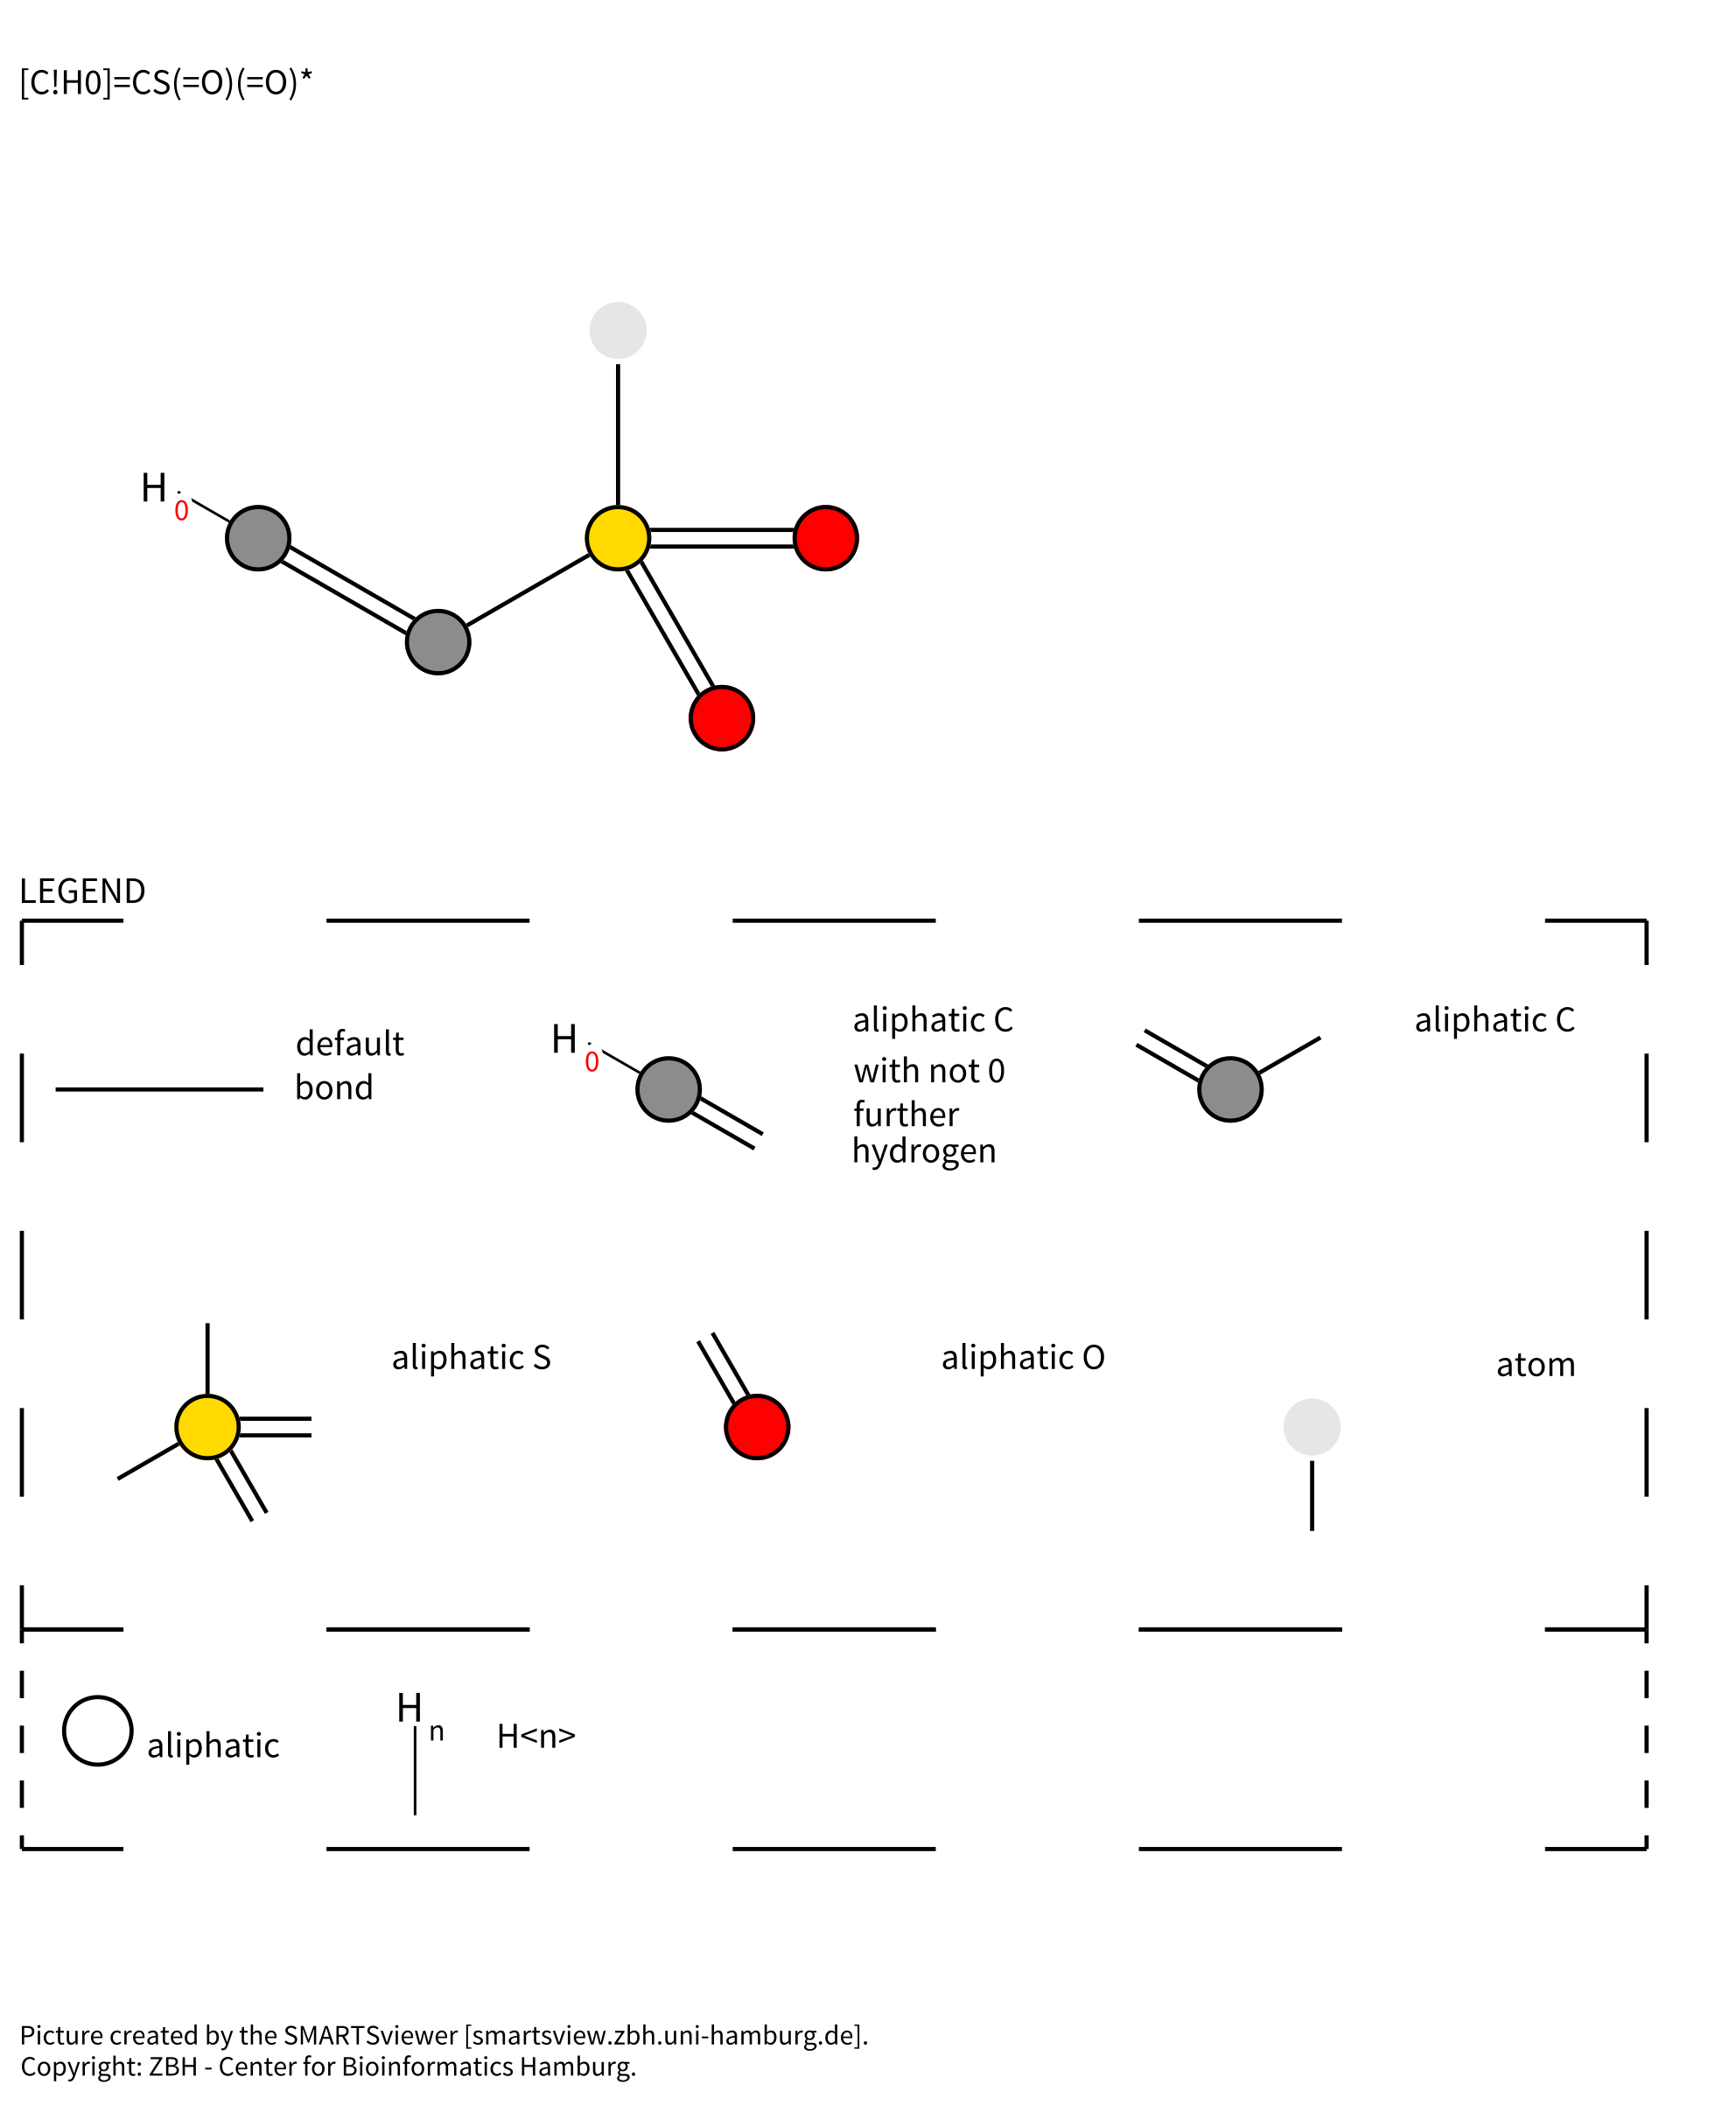 [C!H0]=CS(=O)(=O)*
H
0
LEGEND
default
bond
H
0
aliphatic C
with not 0
further
hydrogen
aliphatic C
aliphatic S
aliphatic O
atom
aliphatic
H
n
H<n>
Picture created by the SMARTSviewer [smartsview.zbh.uni-hamburg.de].
Copyright: ZBH - Center for Bioinformatics Hamburg.